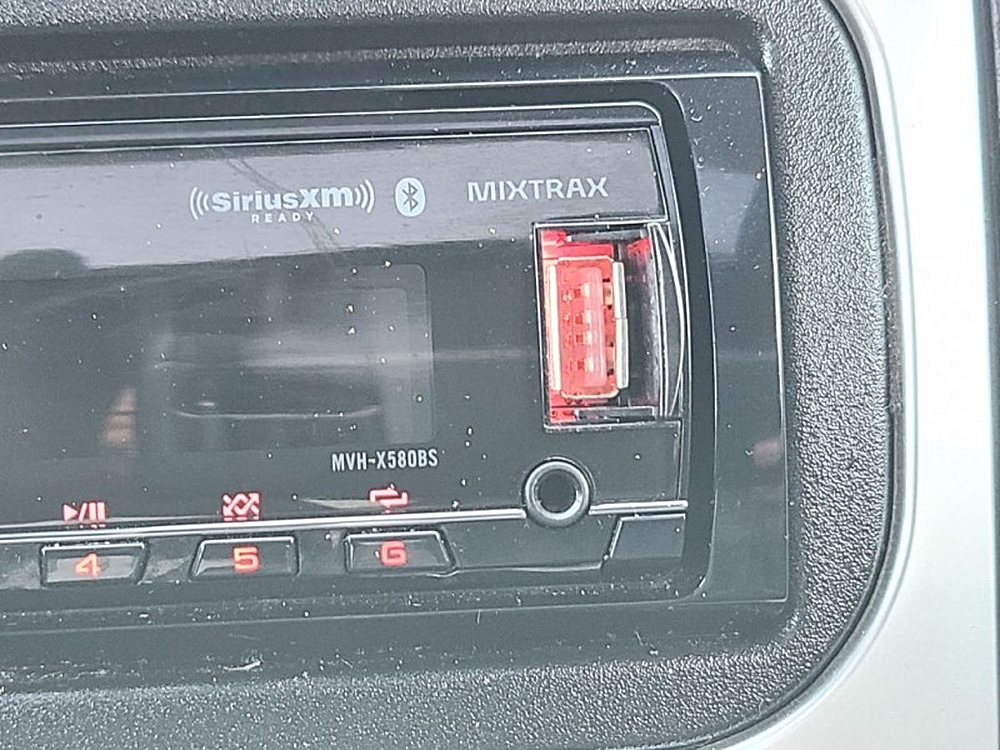 SiriusXm
READY
MIXTRAX
MVH-X580BS
4 5 6